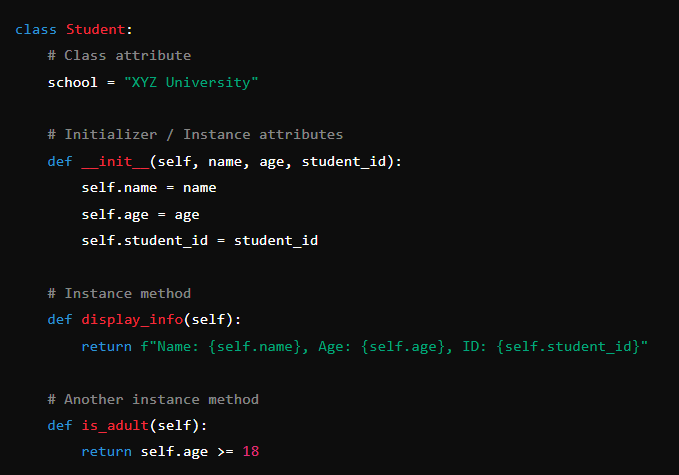 class Student:
    # Class attribute
    school = "XYZ University"

    # Initializer / Instance attributes
    def __init__(self, name, age, student_id):
        self.name = name
        self.age = age
        self.student_id = student_id

    # Instance method
    def display_info(self):
        return f"Name: {self.name}, Age: {self.age}, ID: {self.student_id}"

    # Another instance method
    def is_adult(self):
        return self.age >= 18